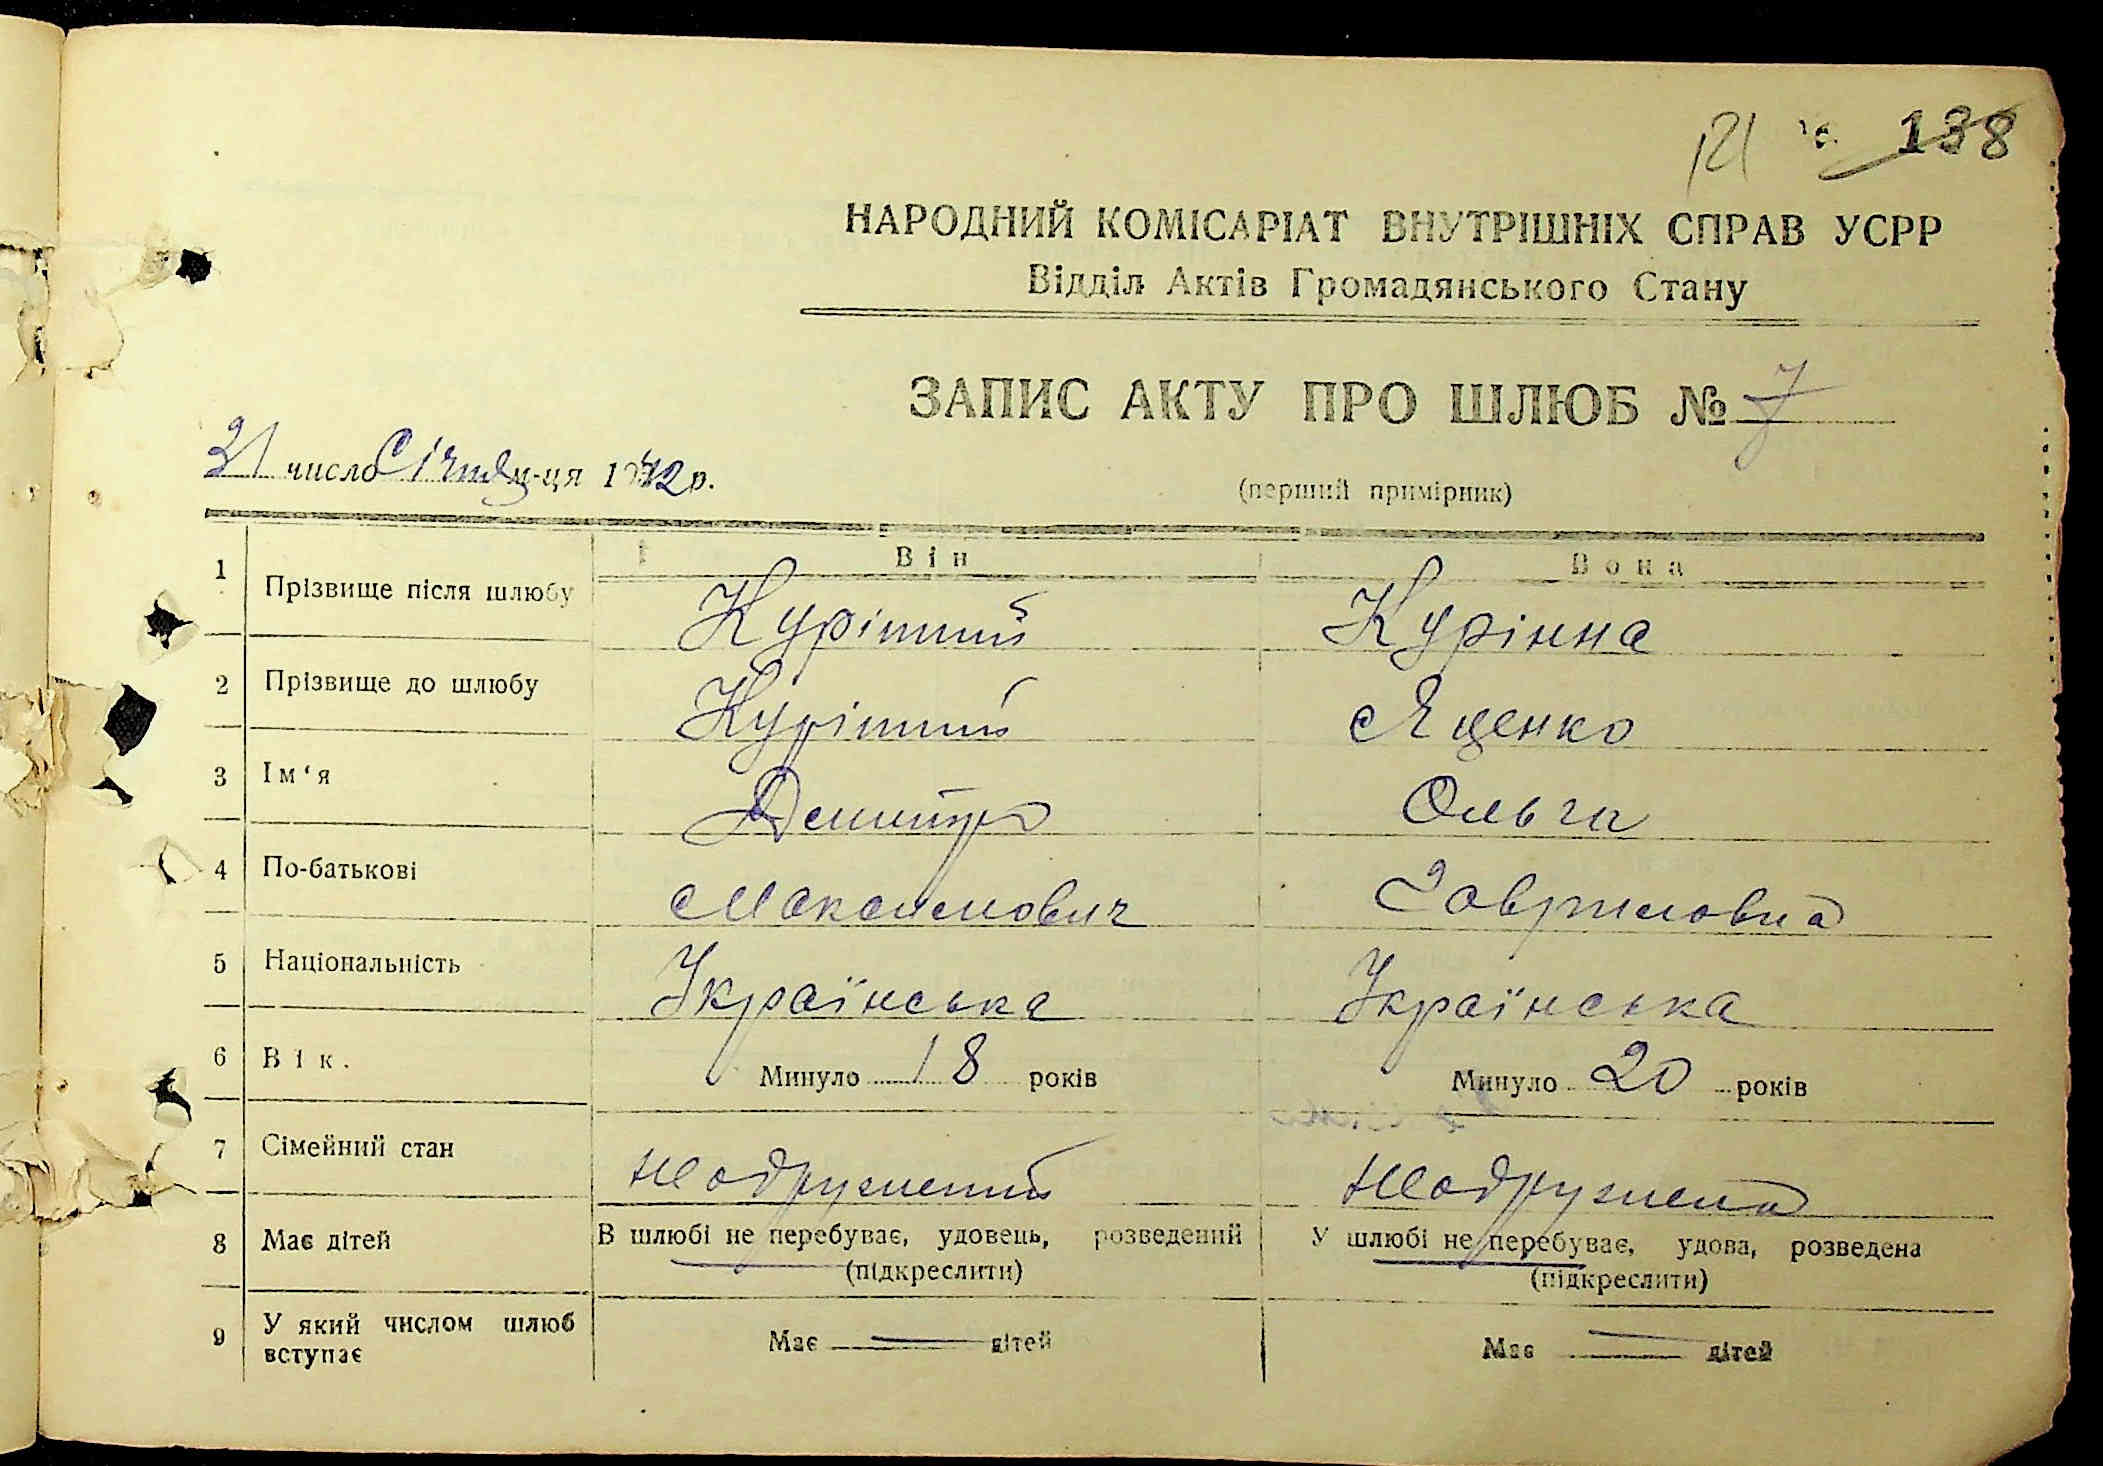 121 138
НАРОДНИЙ КОМІСАРІАТ ВНУТРІШНІХ СПРАВ УСРР
Відділ Актів Громадянського Стану
ЗАПИС АКТУ ПРО ШЛЮБ № 7
21 число Січня м-ця 1942 р.
(перший примірник)
Він Вона
1 Прізвище після шлюбу Курінний Курінна
2 Прізвище до шлюбу Курінний Яценко
3 Ім‘я Дмитро Ольга
4 По-батькові Максимович Гавриловна
5 Національність Українська Українська
6 Вік. Минуло 18 років Минуло 20 років
7 Сімейний стан Неодружений Неодружена
8 Має дітей В шлюбі не перебуває, удовець, розведений У шлюбі не перебуває, удова, розведена
(підкреслити) (підкреслити)
9 У який числом шлюб вступає Має — дітей Має — дітей